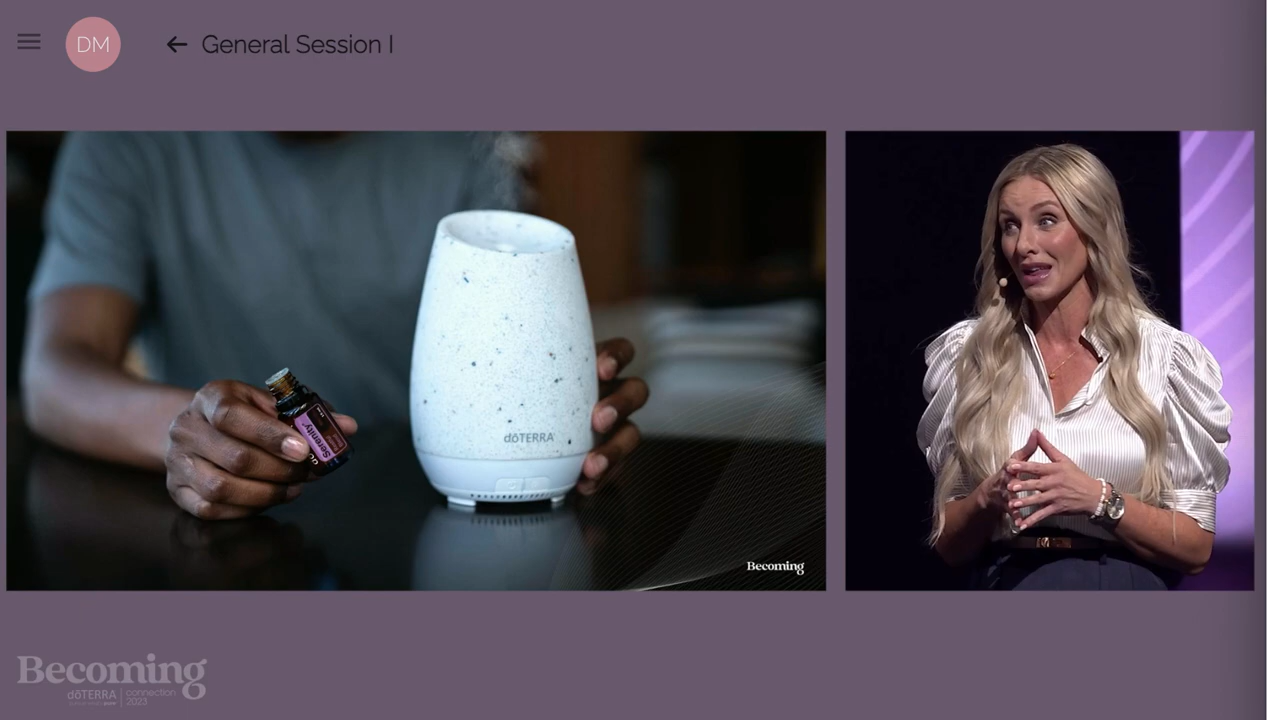 DM
← General Session I
Serenity
dōTERRA
Becoming
Becoming
dōTERRA | connection
2023